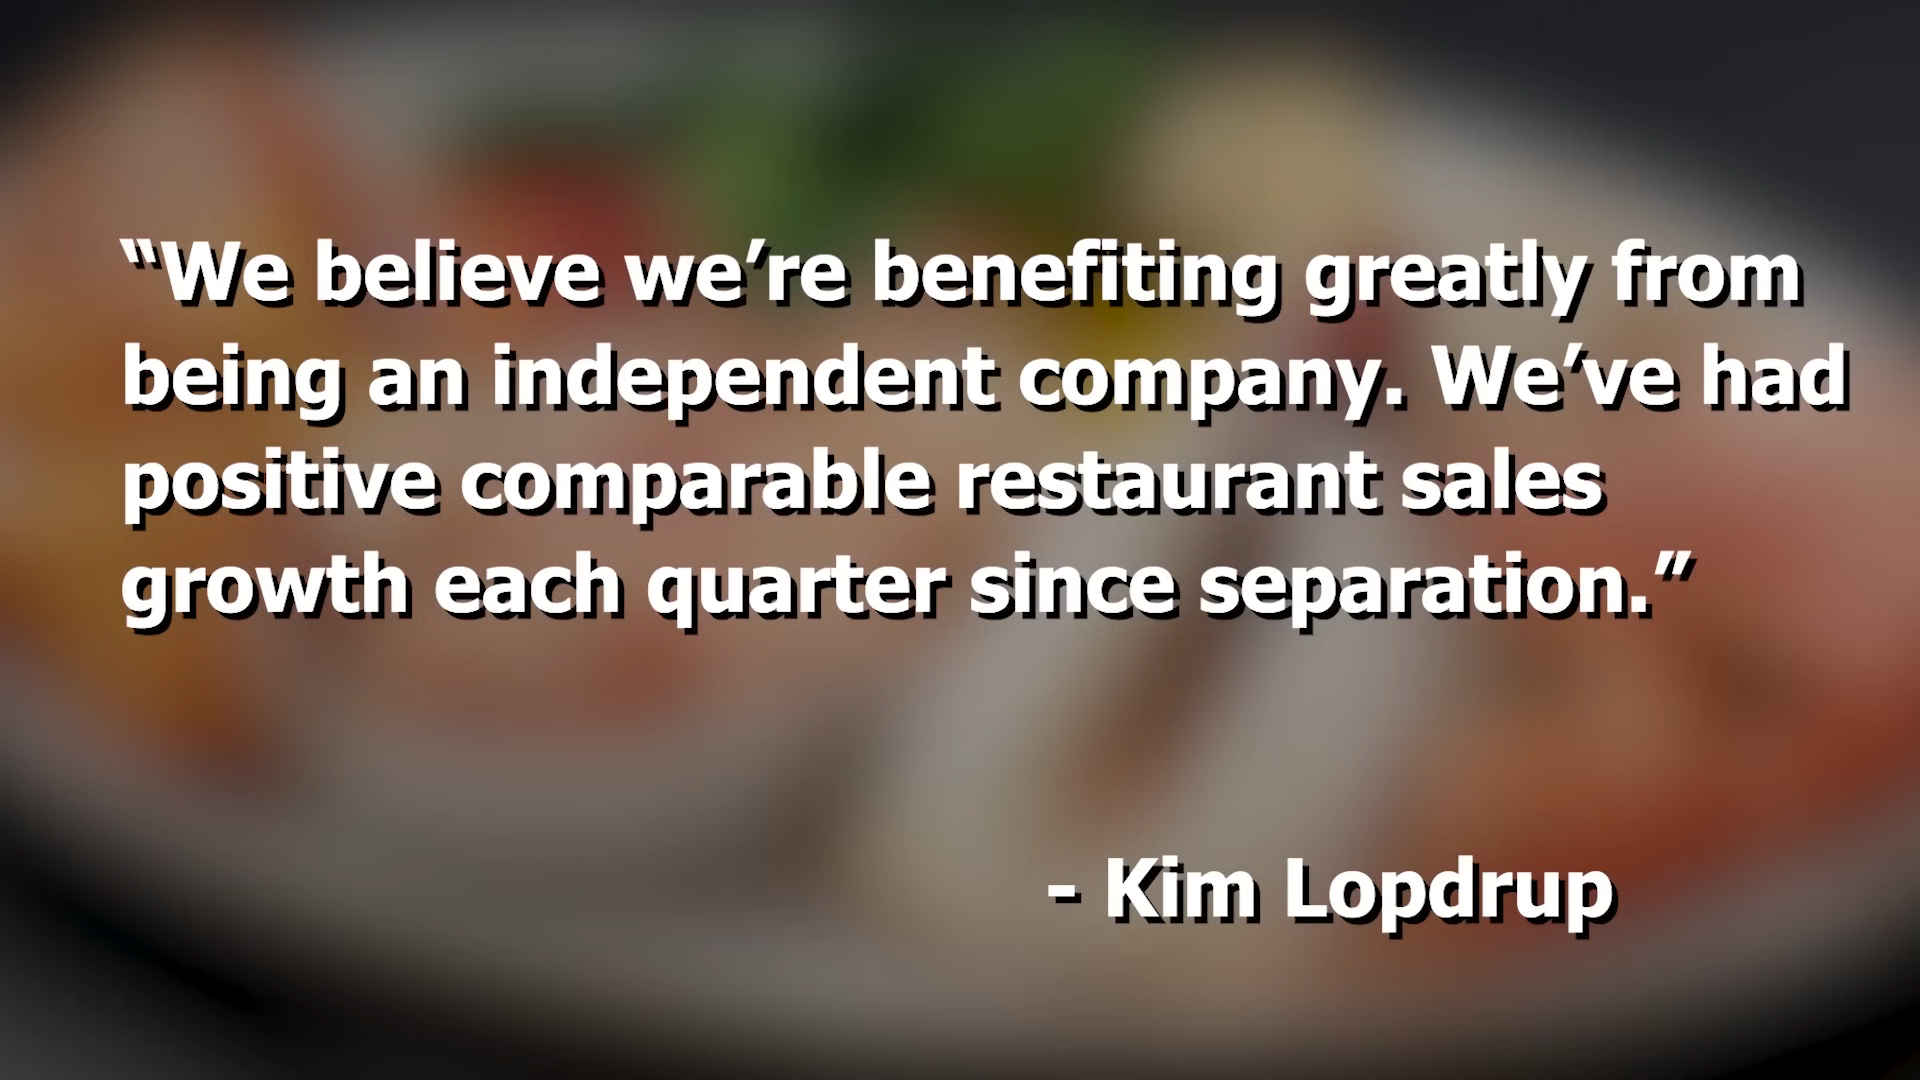 “We believe we’re benefiting greatly from
being an independent company. We’ve had
positive comparable restaurant sales
growth each quarter since separation.”
- Kim Lopdrup